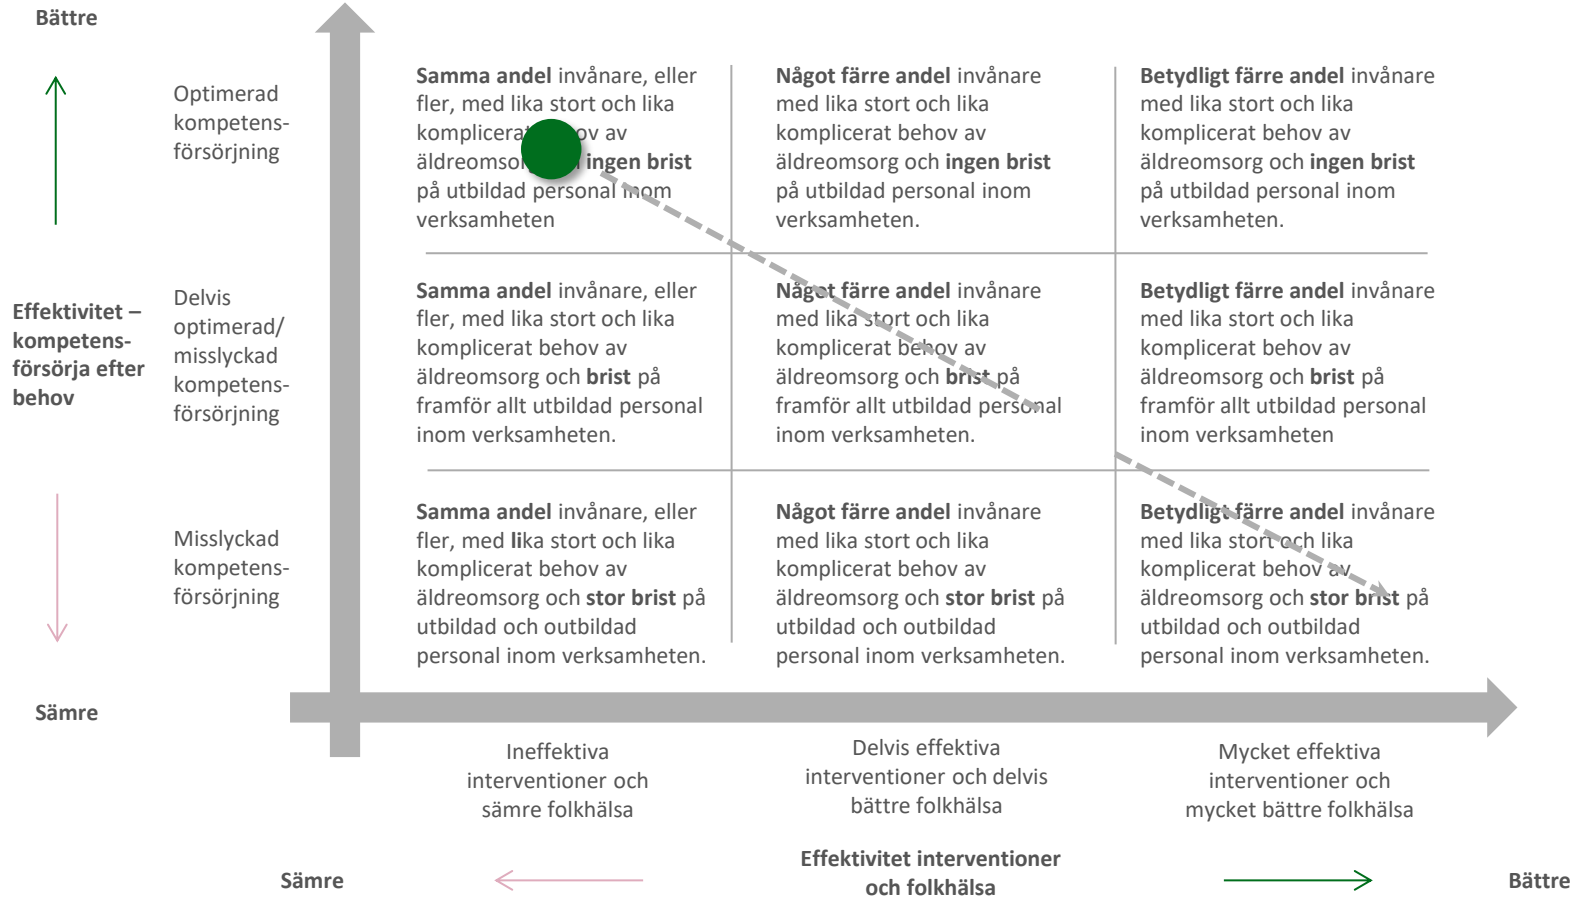 Bättre
Optimerad
kompetens-
försörjning
Samma andel invånare, eller
fler, med lika stort och lika
komplicerat behov av
äldreomsorg ingen brist
på utbildad personal inom
verksamheten
Något färre andel invånare
med lika stort och lika
komplicerat behov av
äldreomsorg och ingen brist
på utbildad personal inom
verksamheten.
Betydligt färre andel invånare
med lika stort och lika
komplicerat behov av
äldreomsorg och ingen brist
på utbildad personal inom
verksamheten.
Effektivitet –
kompetens-
försörja efter
behov
Delvis
optimerad/
misslyckad
kompetens-
försörjning
Samma andel invånare, eller
fler, med lika stort och lika
komplicerat behov av
äldreomsorg och brist på
framför allt utbildad personal
inom verksamheten.
Något färre andel invånare
med lika stort och lika
komplicerat behov av
äldreomsorg och brist på
framför allt utbildad personal
inom verksamheten.
Betydligt färre andel invånare
med lika stort och lika
komplicerat behov av
äldreomsorg och brist på
framför allt utbildad personal
inom verksamheten
Misslyckad
kompetens-
försörjning
Samma andel invånare, eller
fler, med lika stort och lika
komplicerat behov av
äldreomsorg och stor brist på
utbildad och outbildad
personal inom verksamheten.
Något färre andel invånare
med lika stort och lika
komplicerat behov av
äldreomsorg och stor brist på
utbildad och outbildad
personal inom verksamheten.
Betydligt färre andel invånare
med lika stort och lika
komplicerat behov av
äldreomsorg och stor brist på
utbildad och outbildad
personal inom verksamheten.
Sämre
Ineffektiva
interventioner och
sämre folkhälsa
Delvis effektiva
interventioner och delvis
bättre folkhälsa
Mycket effektiva
interventioner och
mycket bättre folkhälsa
Sämre
Effektivitet interventioner
och folkhälsa
Bättre